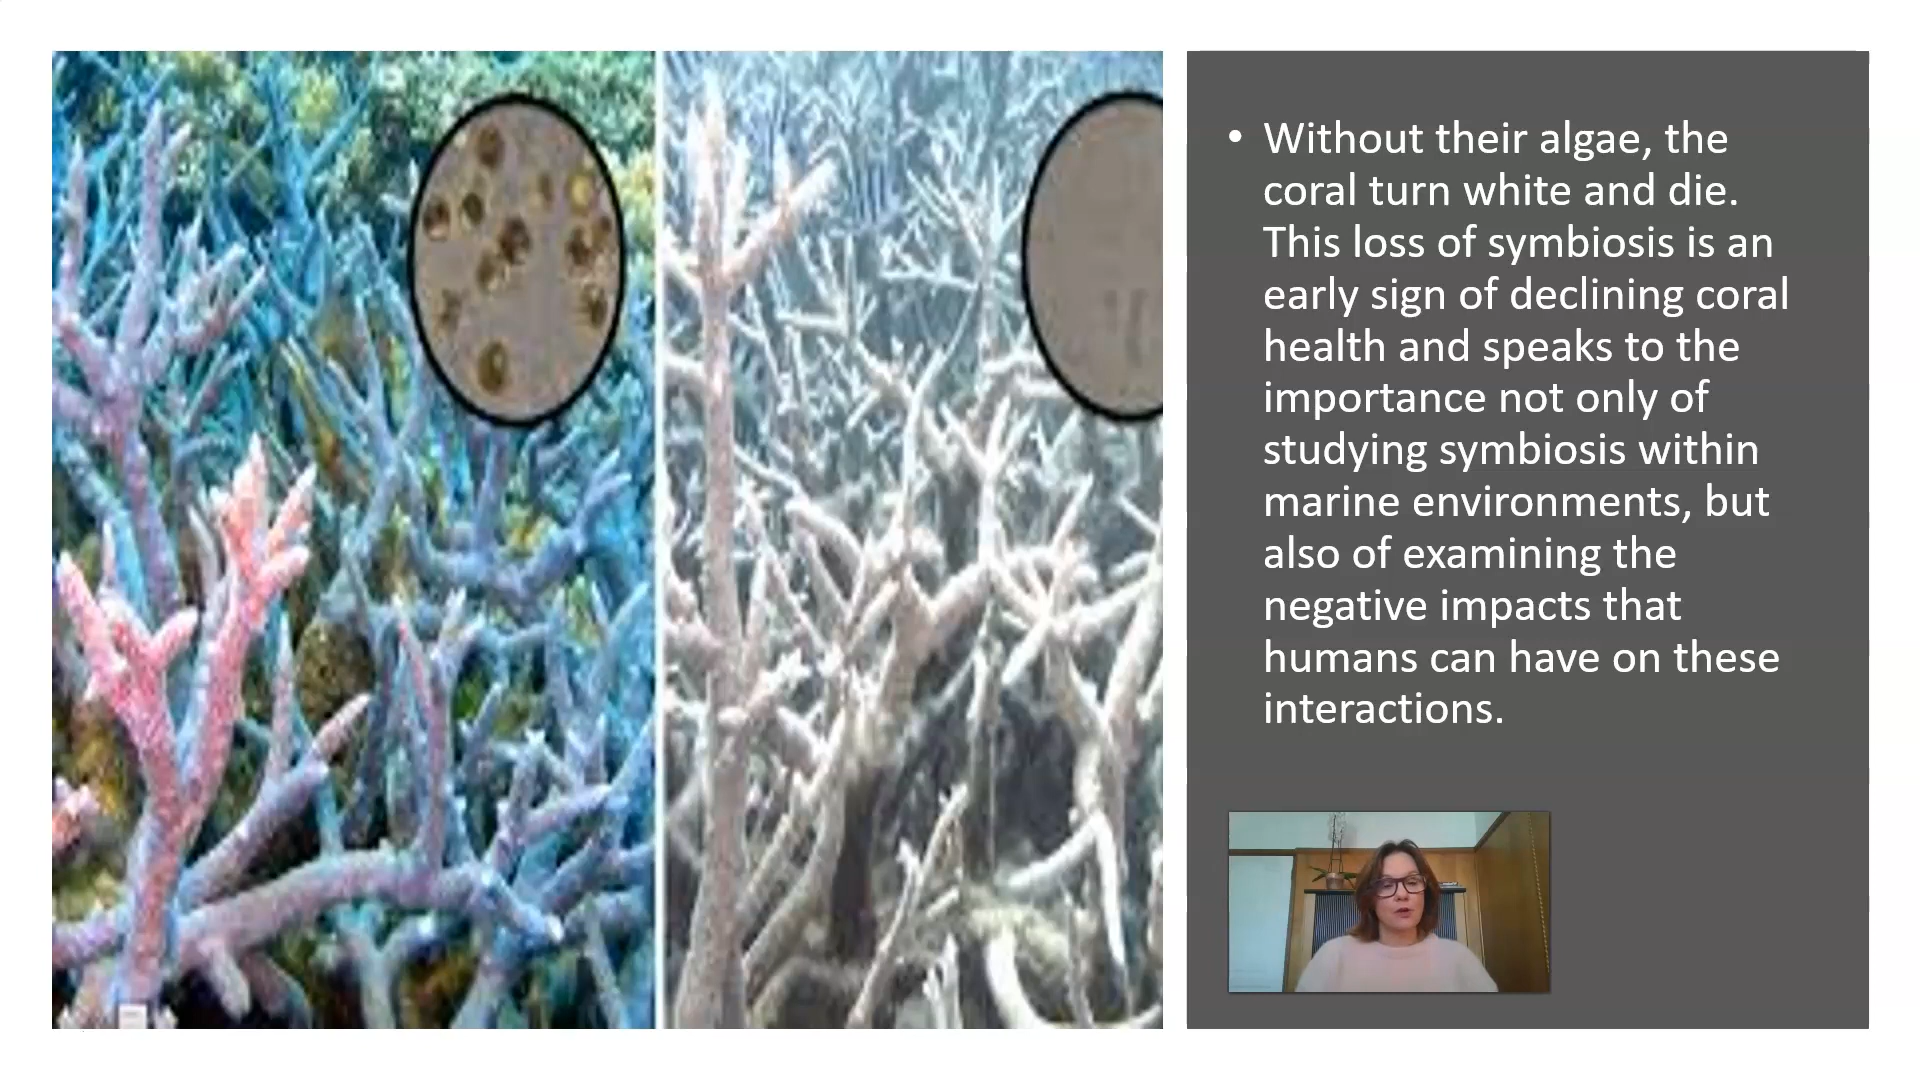 • Without their algae, the
coral turn white and die.
This loss of symbiosis is an
early sign of declining coral
health and speaks to the
importance not only of
studying symbiosis within
marine environments, but
also of examining the
negative impacts that
humans can have on these
interactions.